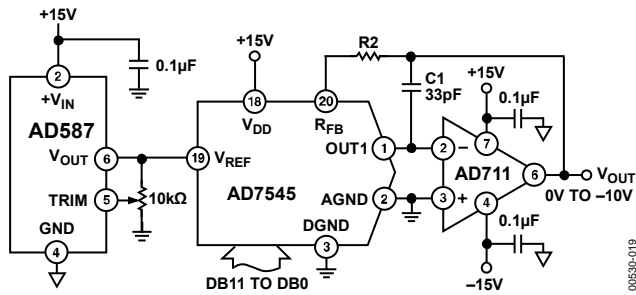 +15V
0.1µF
2
+VIN
AD587
VOUT
6
TRIM
5
10kΩ
GND
4
+15V
18
VDD
20
RFB
19
VREF
AD7545
OUT1
1
AGND
2
DGND
3
DB11 TO DB0
R2
C1
33pF
+15V
0.1µF
7
2
–
AD711
6
VOUT
0V TO –10V
3
+
4
0.1µF
–15V
00530-019